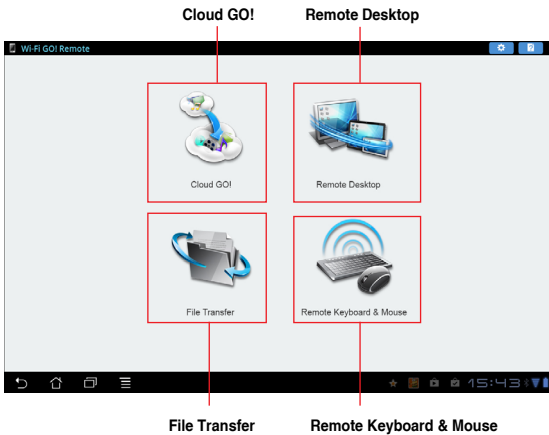 Cloud GO! Remote Desktop
Wi-Fi GO! Remote
Cloud GO! Remote Desktop
File Transfer Remote Keyboard & Mouse
15:43
File Transfer Remote Keyboard & Mouse